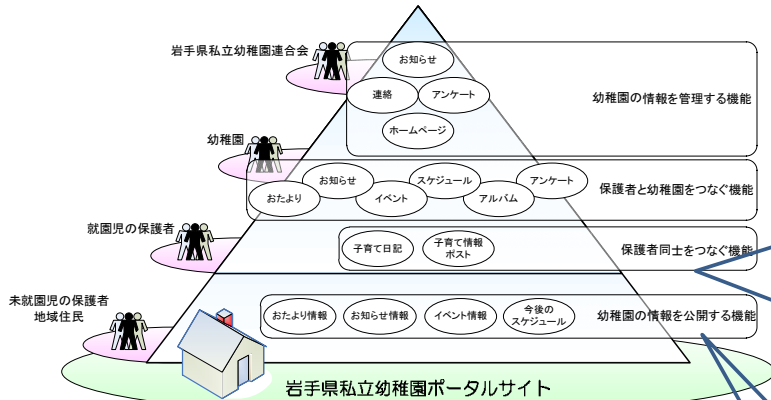 岩手県私立幼稚園連合会
お知らせ
連絡
アンケート
ホームページ
幼稚園の情報を管理する機能
幼稚園
お知らせ
スケジュール
アンケート
おたより
イベント
アルバム
保護者と幼稚園をつなぐ機能
就園児の保護者
子育て日記
子育て情報
ポスト
保護者同士をつなぐ機能
未就園児の保護者
地域住民
おたより情報
お知らせ情報
イベント情報
今後の
スケジュール
幼稚園の情報を公開する機能
岩手県私立幼稚園ポータルサイト